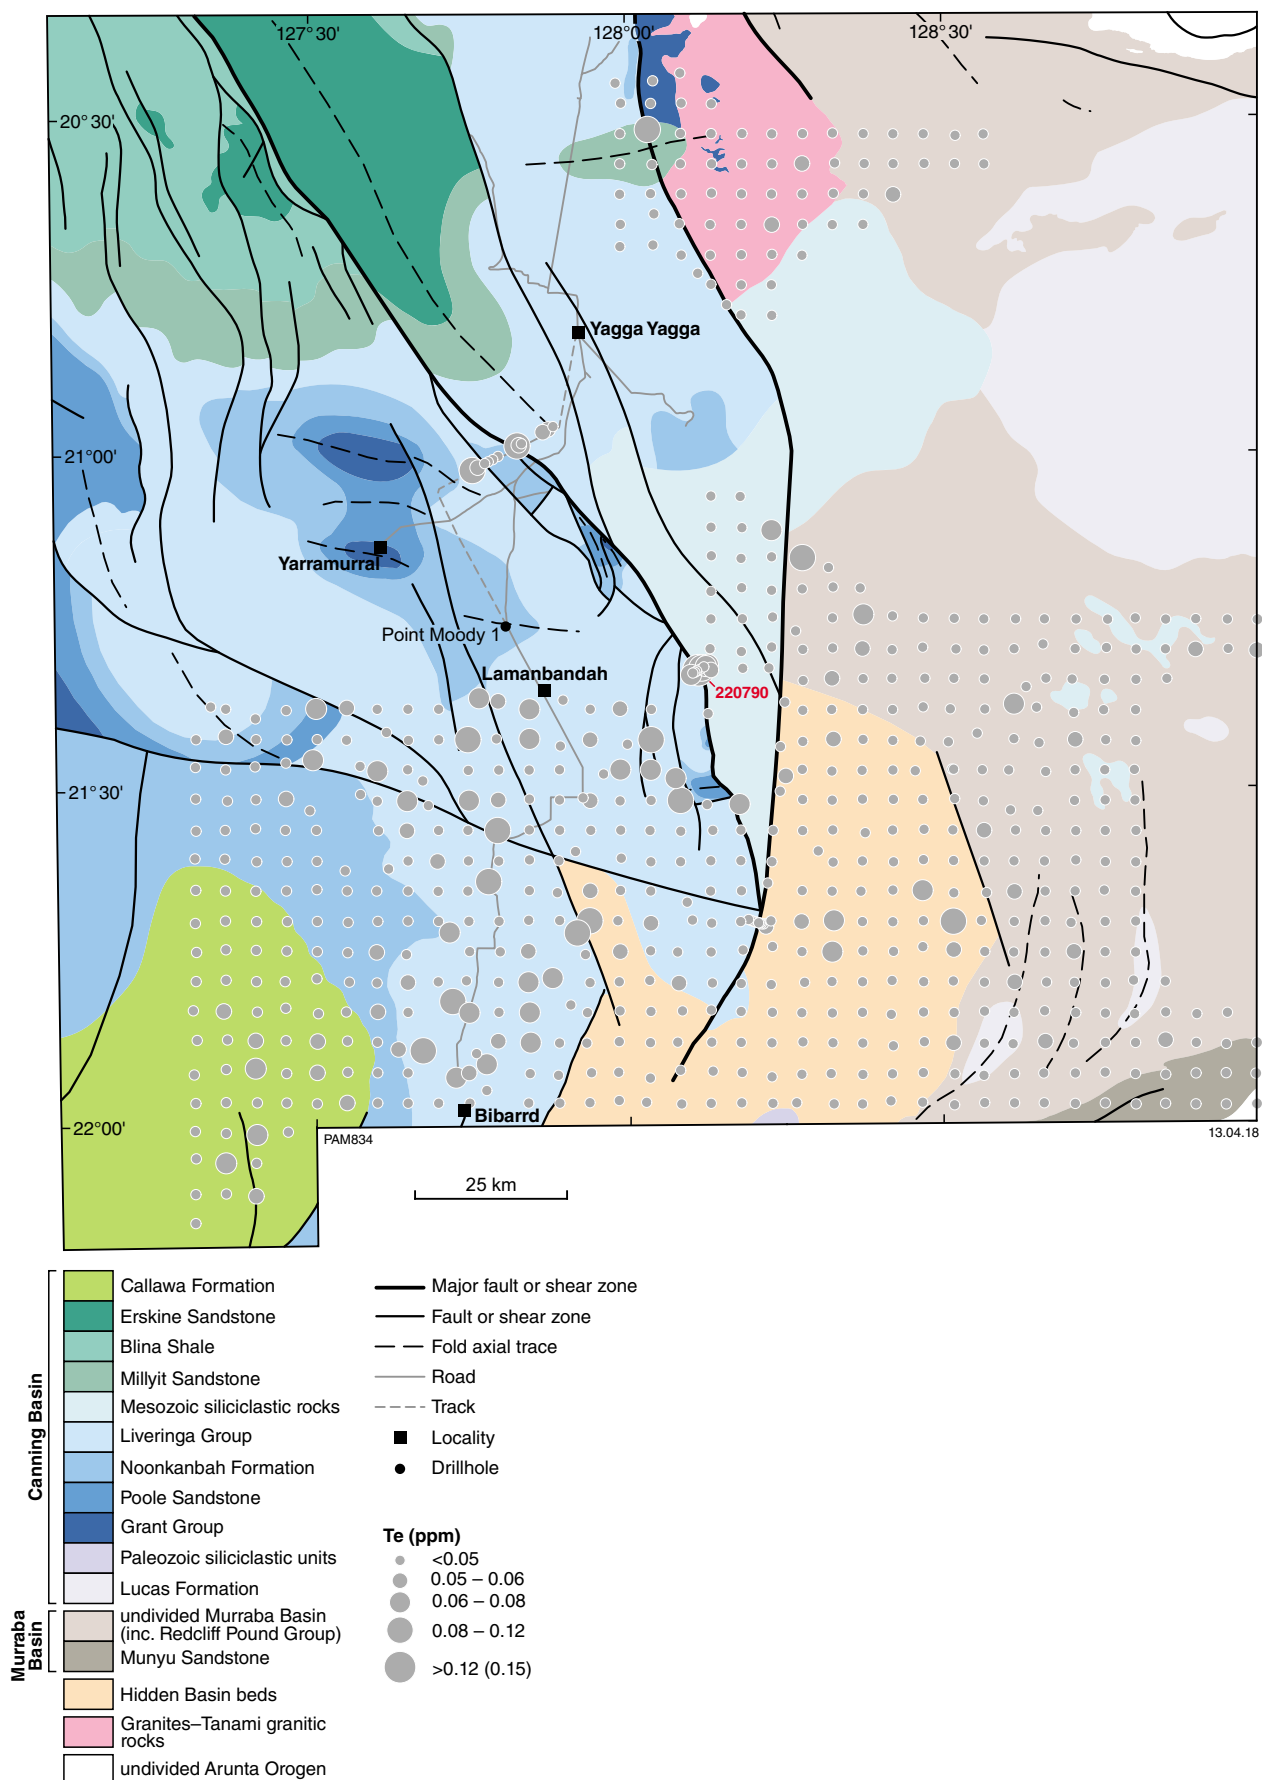 127°30'
128°00'
128°30'
20°30'
Yagga Yagga
21°00'
Yarramurral
Point Moody 1
Lamanbandah
220790
21°30'
Bibarrd
22°00'
PAM834
13.04.18
25 km
Canning Basin
Callawa Formation
Erskine Sandstone
Blina Shale
Millyit Sandstone
Mesozoic siliciclastic rocks
Liveringa Group
Noonkanbah Formation
Poole Sandstone
Grant Group
Paleozoic siliciclastic units
Lucas Formation
Murraba
Basin
undivided Murraba Basin
(inc. Redcliff Pound Group)
Munyu Sandstone
Hidden Basin beds
Granites–Tanami granitic
rocks
undivided Arunta Orogen
Major fault or shear zone
Fault or shear zone
Fold axial trace
Road
Track
Locality
Drillhole
Te (ppm)
<0.05
0.05 – 0.06
0.06 – 0.08
0.08 – 0.12
>0.12 (0.15)